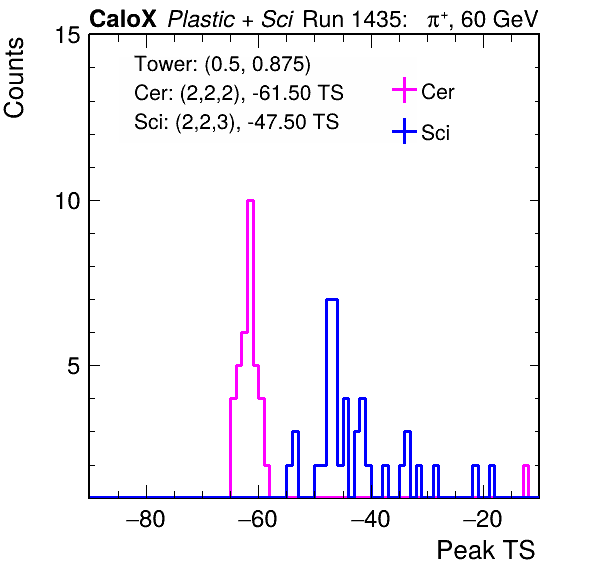 CaloX Plastic + Sci Run 1435: π⁺, 60 GeV
Counts
15
10
5
Tower: (0.5, 0.875)
Cer: (2,2,2), -61.50 TS
Sci: (2,2,3), -47.50 TS
Cer
Sci
−80 −60 −40 −20
Peak TS